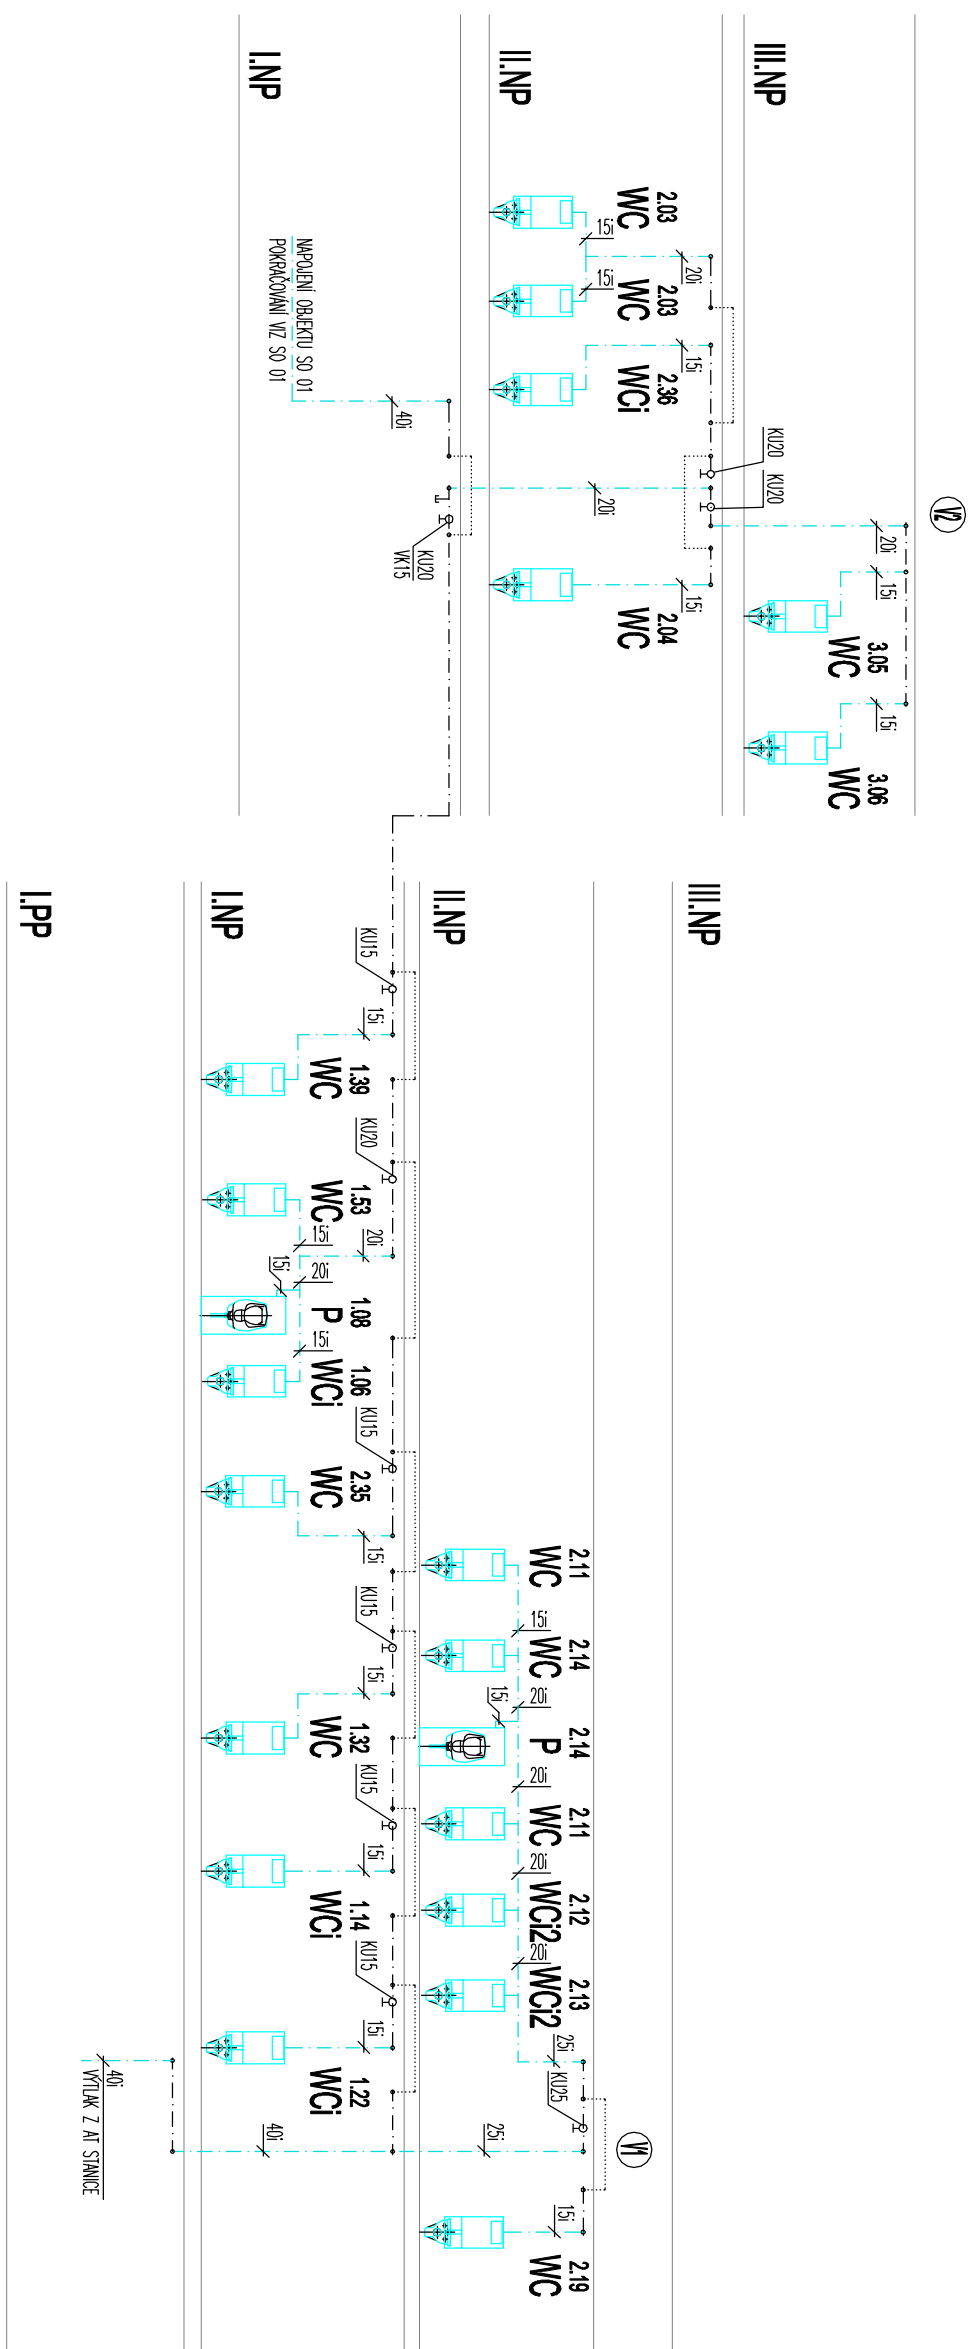 III.NP
II.NP
I.NP
V2
2.03
WC
15i
20i
15i
2.03
WC
15i
2.36
WCi
KU20
KU20
20i
20i
15i
3.05
WC
15i
3.06
WC
15i
2.04
WC
NAPOJENÍ OBJEKTU SO 01
POKRAČOVÁNÍ VIZ SO 01
40i
KU20
VK15
III.NP
II.NP
I.NP
I.PP
KU15
15i
1.39
WC
KU20
1.53
WCi
15i
20i
20i
15i
1.08
P
15i
1.06
WCi
KU15
2.35
WC
15i
KU15
15i
1.32
WC
KU15
15i
1.14
WCi
KU15
15i
1.22
WCi
2.11
WC
15i
2.14
WC
20i
15i
2.14
P
20i
2.11
WC
20i
2.12
WCi2
20i
2.13
WCi2
25i
KU25
V1
25i
40i
15i
2.19
WC
40i
VÝTLAK Z AT STANICE